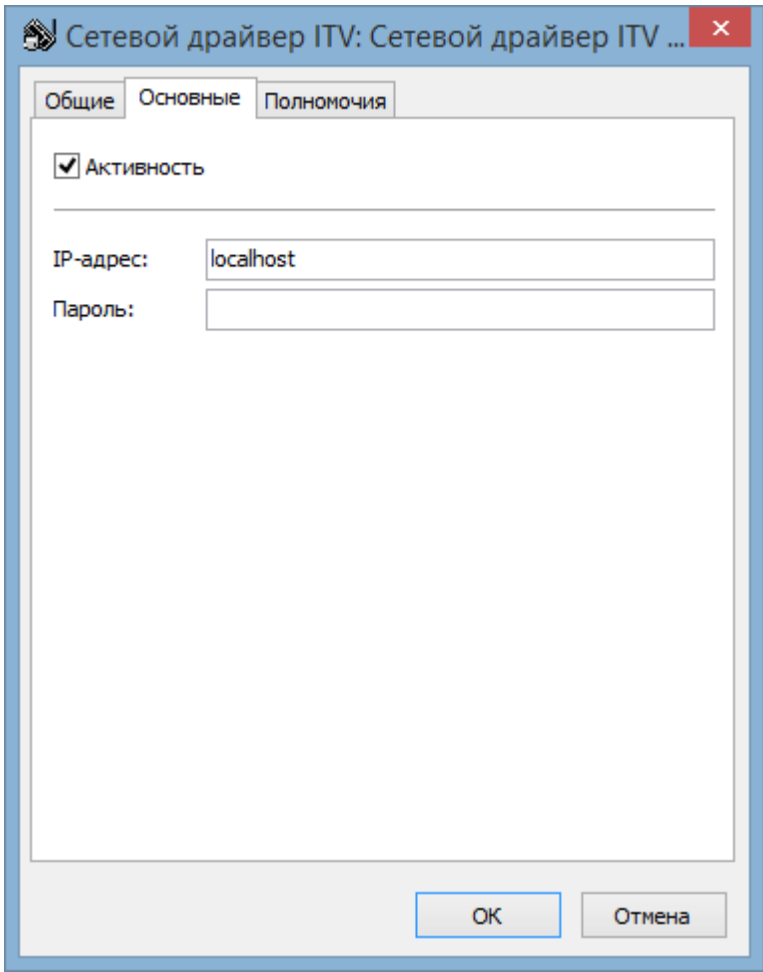 Сетевой драйвер ITV: Сетевой драйвер ITV ...
Общие Основные Полномочия
Активность
IP-адрес: localhost
Пароль:
OK Отмена